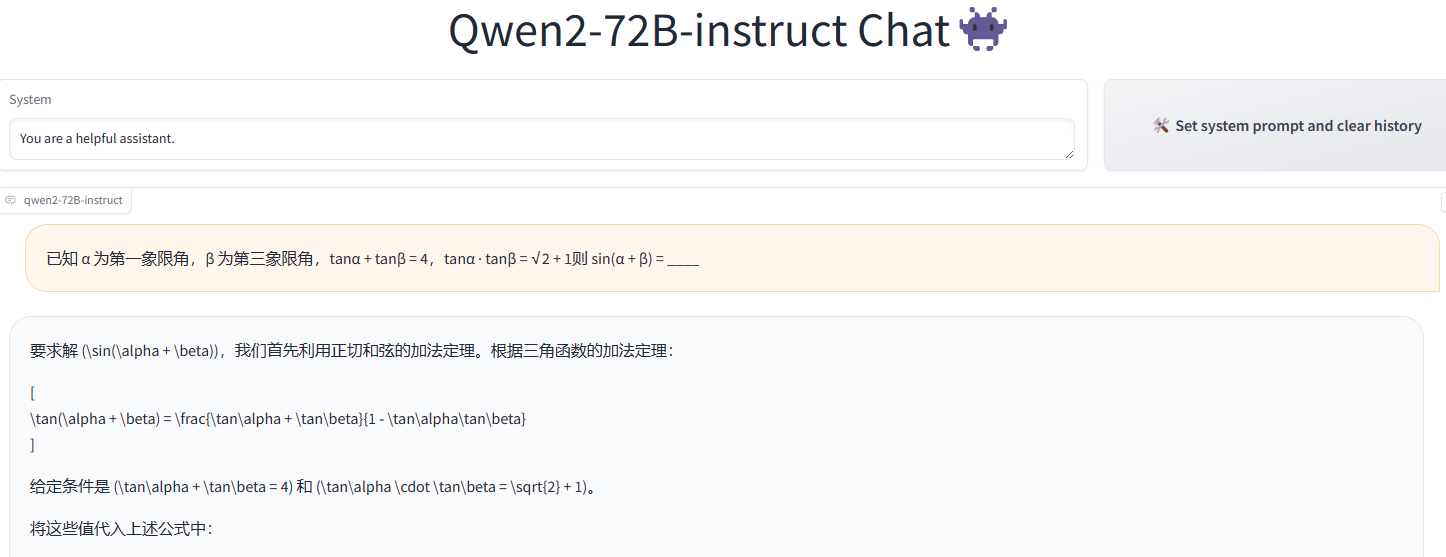 Qwen2-72B-instruct Chat
System
You are a helpful assistant.
Set system prompt and clear history
qwen2-72B-instruct
已知 α 为第一象限角，β 为第三象限角，tanα + tanβ = 4，tanα · tanβ = √2 + 1则 sin(α + β) = ____
要求解 (\sin(\alpha + \beta))，我们首先利用正切和弦的加法定理。根据三角函数的加法定理：
[
\tan(\alpha + \beta) = \frac{\tan\alpha + \tan\beta}{1 - \tan\alpha\tan\beta}
]
给定条件是 (\tan\alpha + \tan\beta = 4) 和 (\tan\alpha \cdot \tan\beta = \sqrt{2} + 1)。
将这些值代入上述公式中：